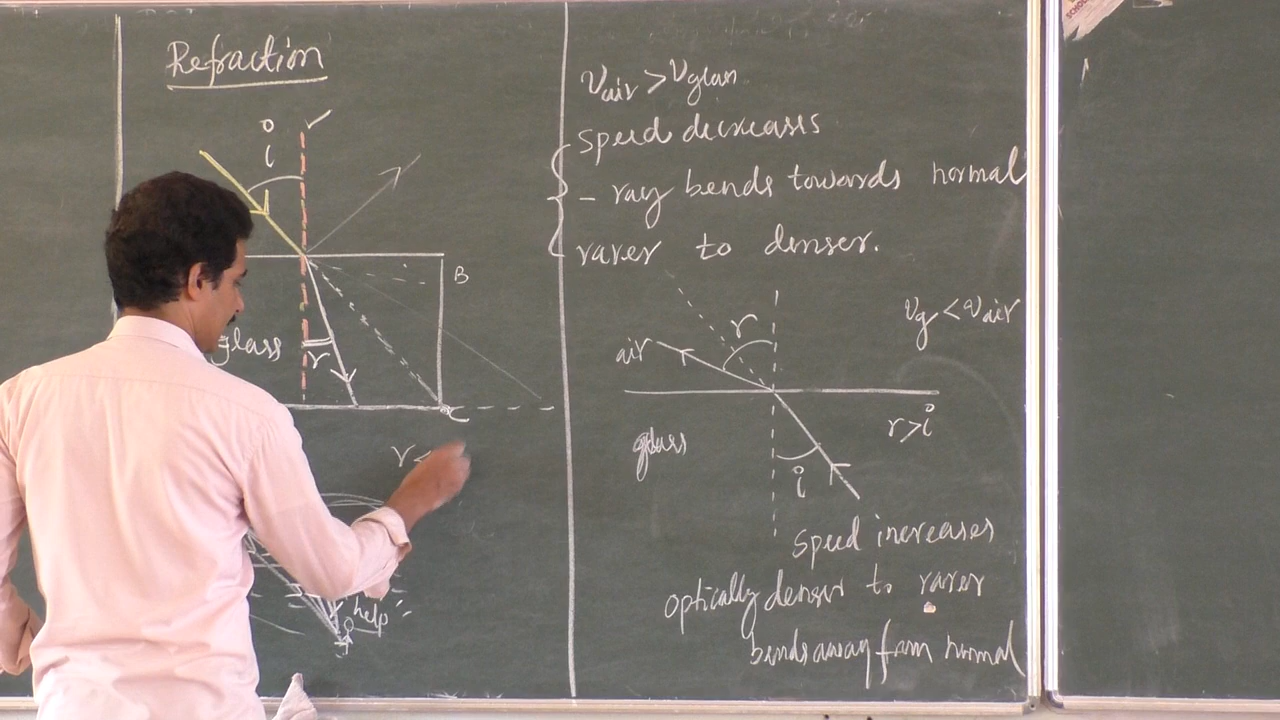 Refraction
i
glass
r
B
C
r<
help"
P
vair > vglass
Speed decreases
- ray bends towards normal
rarer to denser.
vg < vair
r
air
r>i
glass
i
Speed increases
optically denser to rarer
bends away from normal
SCHOOL